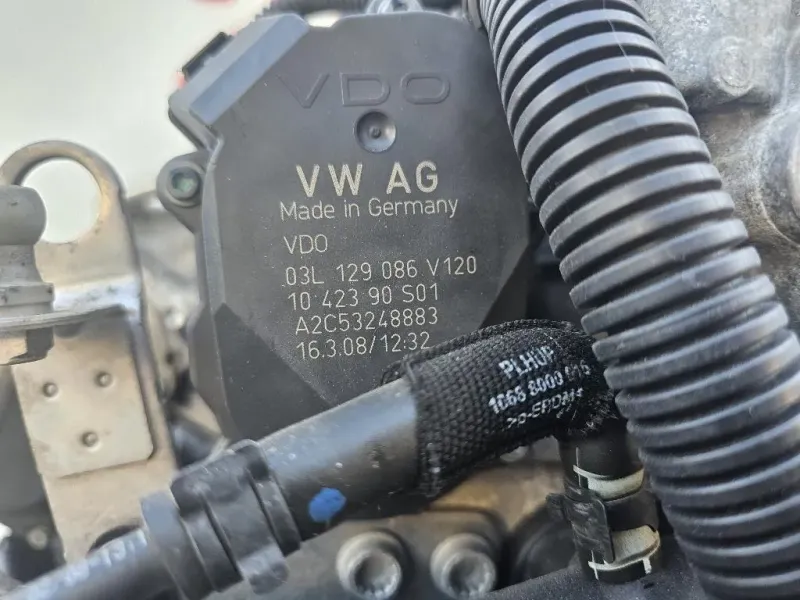 VDO
VW AG
Made in Germany
VDO
03L 129 086 V120
10 423 90 S01
A2C53248883
16.3.08/12:32
PLHUP